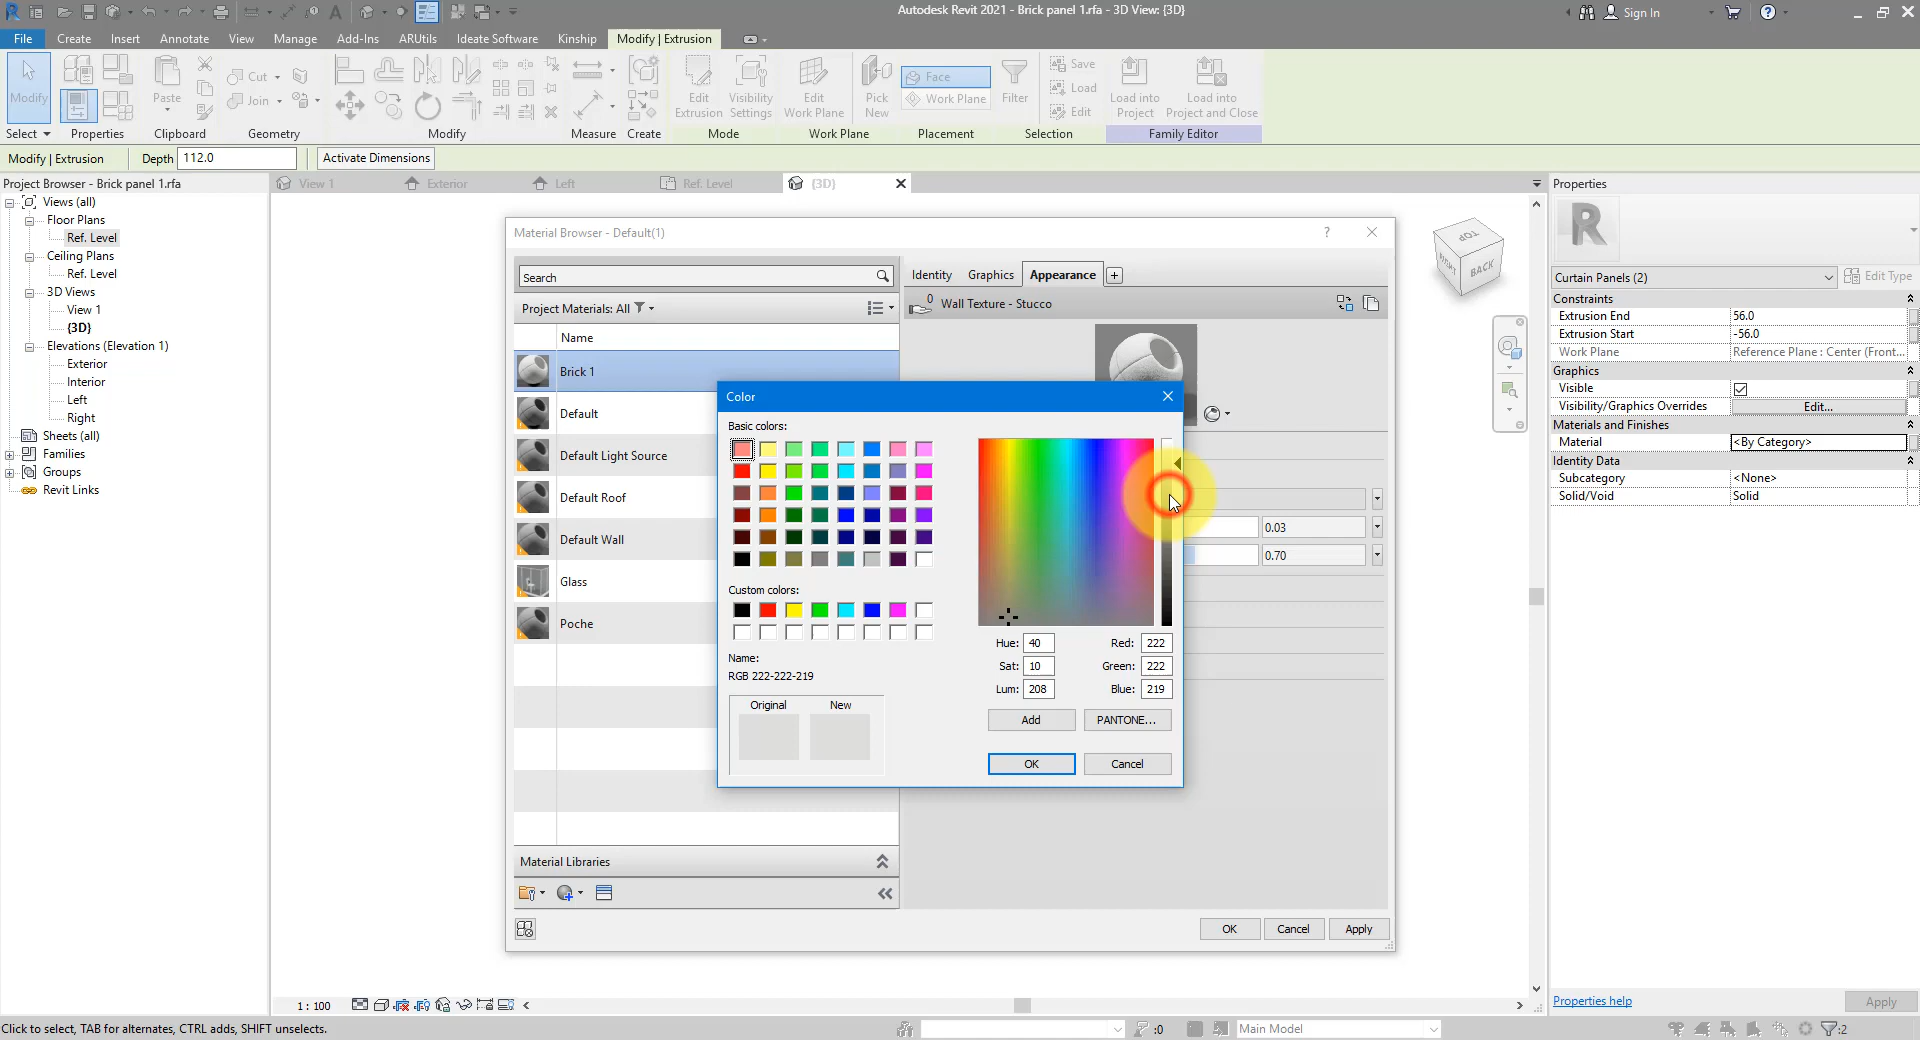 Autodesk Revit 2021 - Brick panel 1.rfa - 3D View: {3D}
Sign In
File Create Insert Annotate View Manage Add-Ins ARUtils Ideate Software Kinship Modify | Extrusion
Modify
Paste
Cut
Join
Edit Extrusion
Visibility Settings
Edit Work Plane
Pick New
Face
Work Plane
Filter
Save
Load
Edit
Load into Project
Load into Project and Close
Select Properties Clipboard Geometry Modify Measure Create Mode Work Plane Placement Selection Family Editor
Modify | Extrusion Depth 112.0 Activate Dimensions
Project Browser - Brick panel 1.rfa
View 1 Exterior Left Ref. Level {3D}
Views (all)
Floor Plans
Ref. Level
Ceiling Plans
Ref. Level
3D Views
View 1
{3D}
Elevations (Elevation 1)
Exterior
Interior
Left
Right
Sheets (all)
Families
Groups
Revit Links
Material Browser - Default(1)
?
Search
Project Materials: All
Name
Brick 1
Default
Default Light Source
Default Roof
Default Wall
Glass
Poche
Material Libraries
Identity Graphics Appearance +
0 Wall Texture - Stucco
0.03
0.70
OK Cancel Apply
Color
Basic colors:
Custom colors:
Name:
RGB 222-222-219
Original New
Hue: 40 Red: 222
Sat: 10 Green: 222
Lum: 208 Blue: 219
Add PANTONE...
OK Cancel
TOP
RIGHT
BACK
Properties
R
Curtain Panels (2) Edit Type
Constraints
Extrusion End 56.0
Extrusion Start -56.0
Work Plane Reference Plane : Center (Front...
Graphics
Visible
Visibility/Graphics Overrides Edit...
Materials and Finishes
Material <By Category>
Identity Data
Subcategory <None>
Solid/Void Solid
Properties help Apply
1 : 100
Click to select, TAB for alternates, CTRL adds, SHIFT unselects.
:0
Main Model
:2